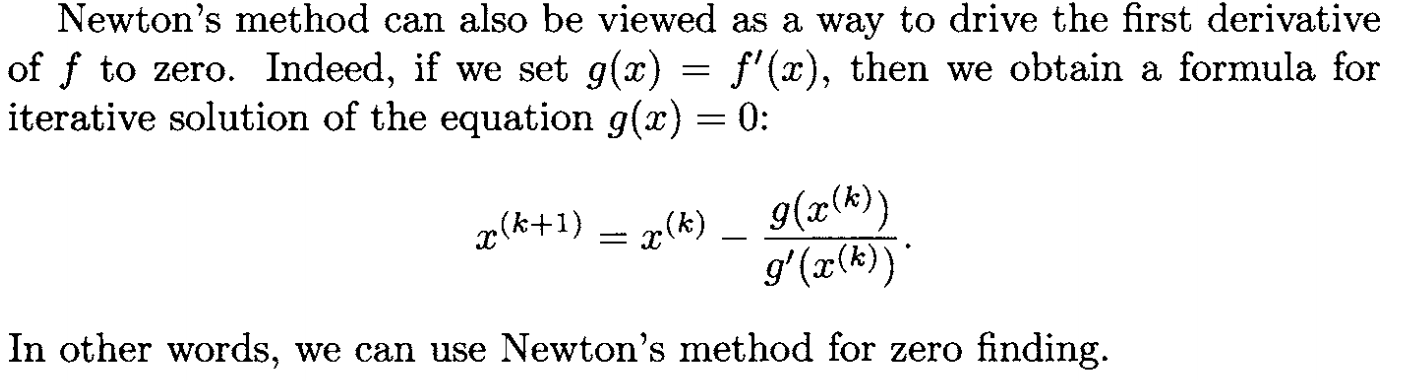 Newton's method can also be viewed as a way to drive the first derivative
of f to zero. Indeed, if we set g(x) = f'(x), then we obtain a formula for
iterative solution of the equation g(x) = 0:
x^{(k+1)} = x^{(k)} - \frac{g(x^{(k)})}{g'(x^{(k)})}.
In other words, we can use Newton's method for zero finding.